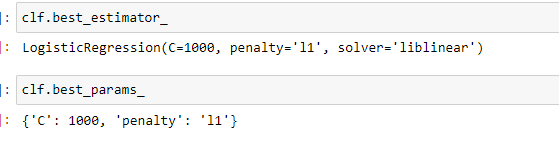 ]: clf.best_estimator_
]: LogisticRegression(C=1000, penalty='l1', solver='liblinear')
]: clf.best_params_
]: {'C': 1000, 'penalty': 'l1'}